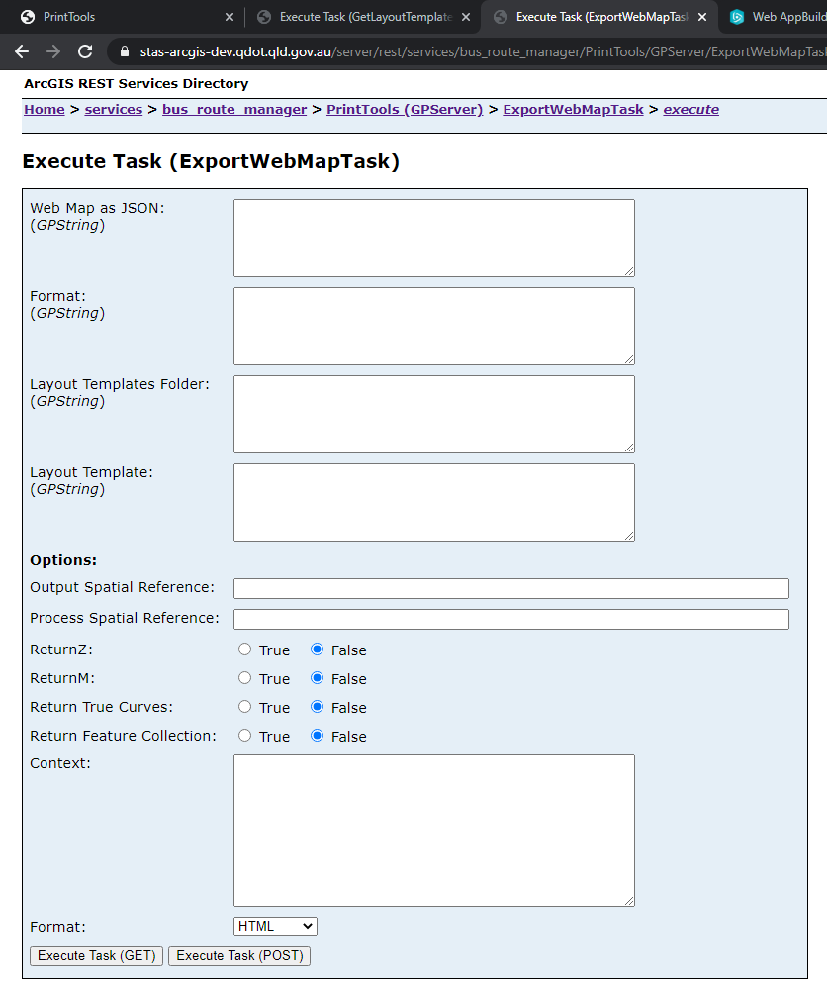 PrintTools
Execute Task (GetLayoutTemplate
Execute Task (ExportWebMapTask
Web AppBuild
stas-arcgis-dev.qdot.qld.gov.au/server/rest/services/bus_route_manager/PrintTools/GPServer/ExportWebMapTas
ArcGIS REST Services Directory
Home > services > bus_route_manager > PrintTools (GPServer) > ExportWebMapTask > execute
Execute Task (ExportWebMapTask)
Web Map as JSON:
(GPString)
Format:
(GPString)
Layout Templates Folder:
(GPString)
Layout Template:
(GPString)
Options:
Output Spatial Reference:
Process Spatial Reference:
ReturnZ: True False
ReturnM: True False
Return True Curves: True False
Return Feature Collection: True False
Context:
Format: HTML
Execute Task (GET) Execute Task (POST)